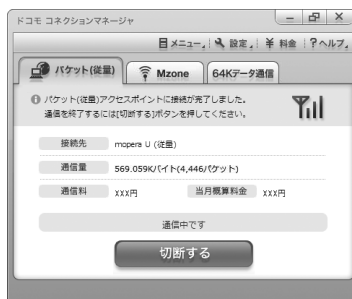 ドコモ コネクションマネージャ
メニュー 設定 ¥ 料金 ? ヘルプ
パケット(従量) Mzone 64Kデータ通信
パケット(従量)アクセスポイントに接続が完了しました。
通信を終了するには[切断する]ボタンを押してください。
接続先 mopera U (従量)
通信量 569.059Kバイト(4,446パケット)
通信料 xxx円 当月概算料金 xxx円
通信中です
切断する